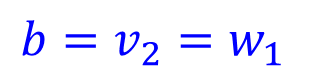 b = v₂ = w₁